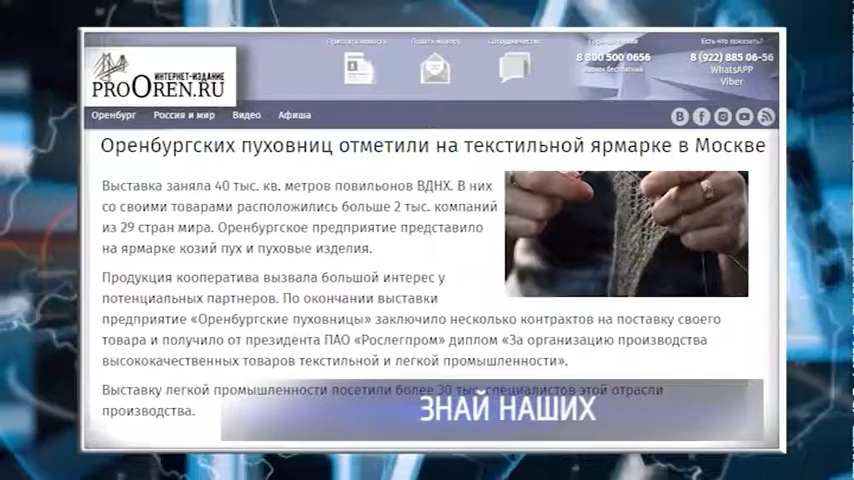 Прислать новость
Подать жалобу
Сотрудничество
Горячая линия
Есть что показать?
8 800 500 0656
звонок бесплатный
8 (922) 885 06-56
WhatsAPP
Viber
ИНТЕРНЕТ-ИЗДАНИЕ
PROOREN.RU
Оренбург Россия и мир Видео Афиша
Оренбургских пуховниц отметили на текстильной ярмарке в Москве
Выставка заняла 40 тыс. кв. метров повильонов ВДНХ. В них
со своими товарами расположились больше 2 тыс. компаний
из 29 стран мира. Оренбургское предприятие представило
на ярмарке козий пух и пуховые изделия.
Продукция кооператива вызвала большой интерес у
потенциальных партнеров. По окончании выставки
предприятие «Оренбургские пуховницы» заключило несколько контрактов на поставку своего
товара и получило от президента ПАО «Рослегпром» диплом «За организацию производства
высококачественных товаров текстильной и легкой промышленности».
Выставку легкой промышленности посетили более 30 тыс. специалистов этой отрасли
производства.
ЗНАЙ НАШИХ